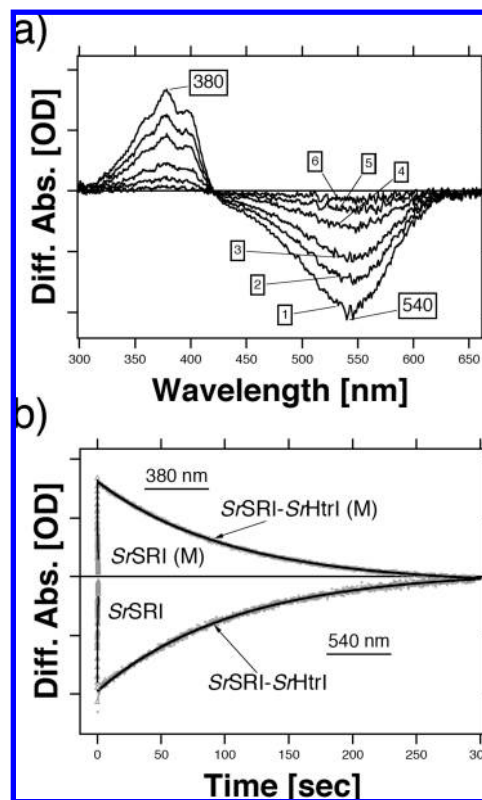 a)
380
6
5
4
3
2
1
540
Diff. Abs. [OD]
300 350 400 450 500 550 600 650
Wavelength [nm]
b)
380 nm
SrSRI-SrHtrI (M)
SrSRI (M)
SrSRI
540 nm
SrSRI-SrHtrI
Diff. Abs. [OD]
0 50 100 150 200 250
Time [sec]